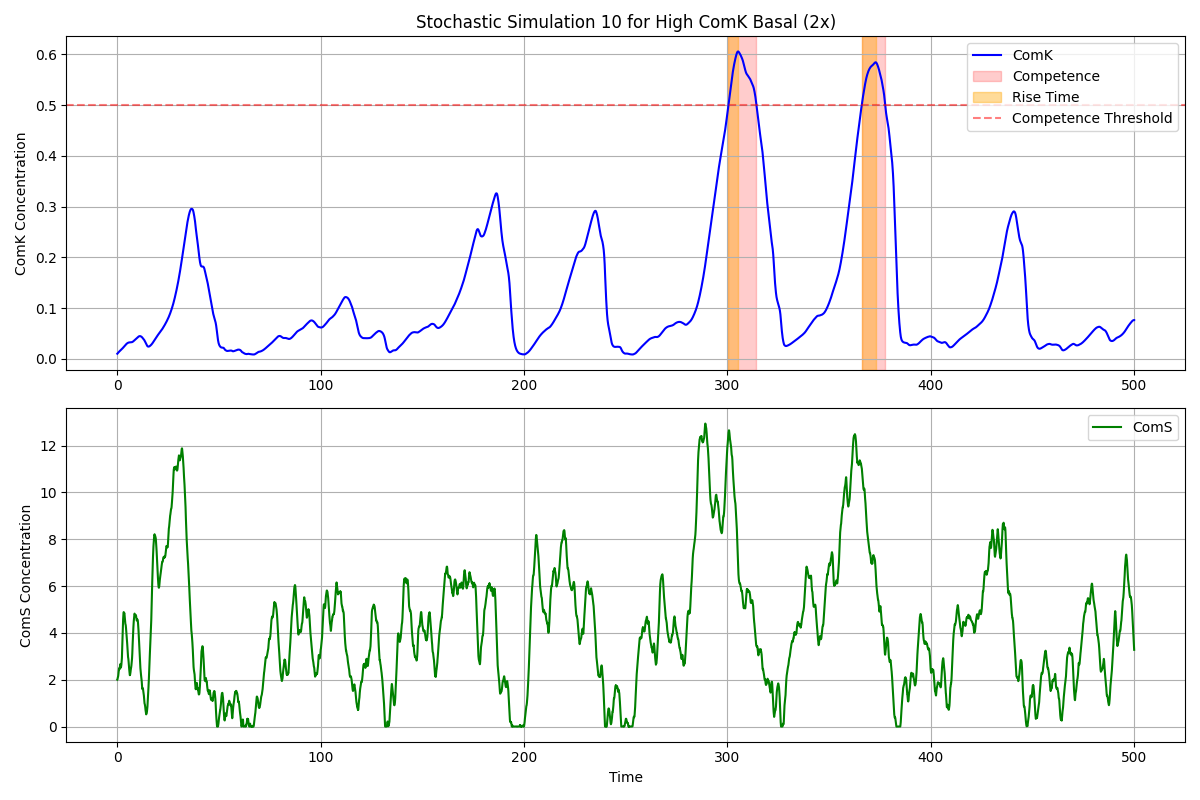 Stochastic Simulation 10 for High ComK Basal (2x)
ComK Concentration
0.6
0.5
0.4
0.3
0.2
0.1
0.0
ComK
Competence
Rise Time
Competence Threshold
0 100 200 300 400 500
ComS Concentration
12
10
8
6
4
2
0
ComS
0 100 200 300 400 500
Time